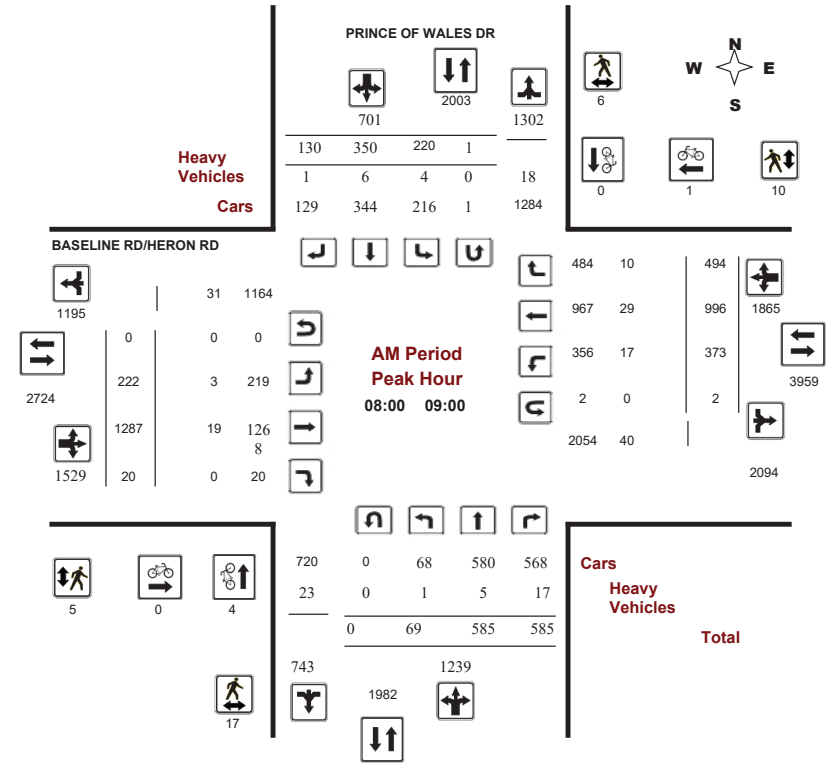 PRINCE OF WALES DR
N
W E
S
2003
6
701 1302
130 350 220 1
Heavy
Vehicles 1 6 4 0 18
Cars 129 344 216 1 1284
0 1 10
BASELINE RD/HERON RD
1195 31 1164
484 10 494
967 29 996 1865
0 0 0
356 17 373
AM Period
Peak Hour
08:00 09:00
2724 222 3 219
3959
2 0 2
1287 19 126
8
2054 40
1529 20 0 20
2094
720 0 68 580 568 Cars
23 0 1 5 17 Heavy
Vehicles
5 0 4
0 69 585 585 Total
743 1239
1982
17